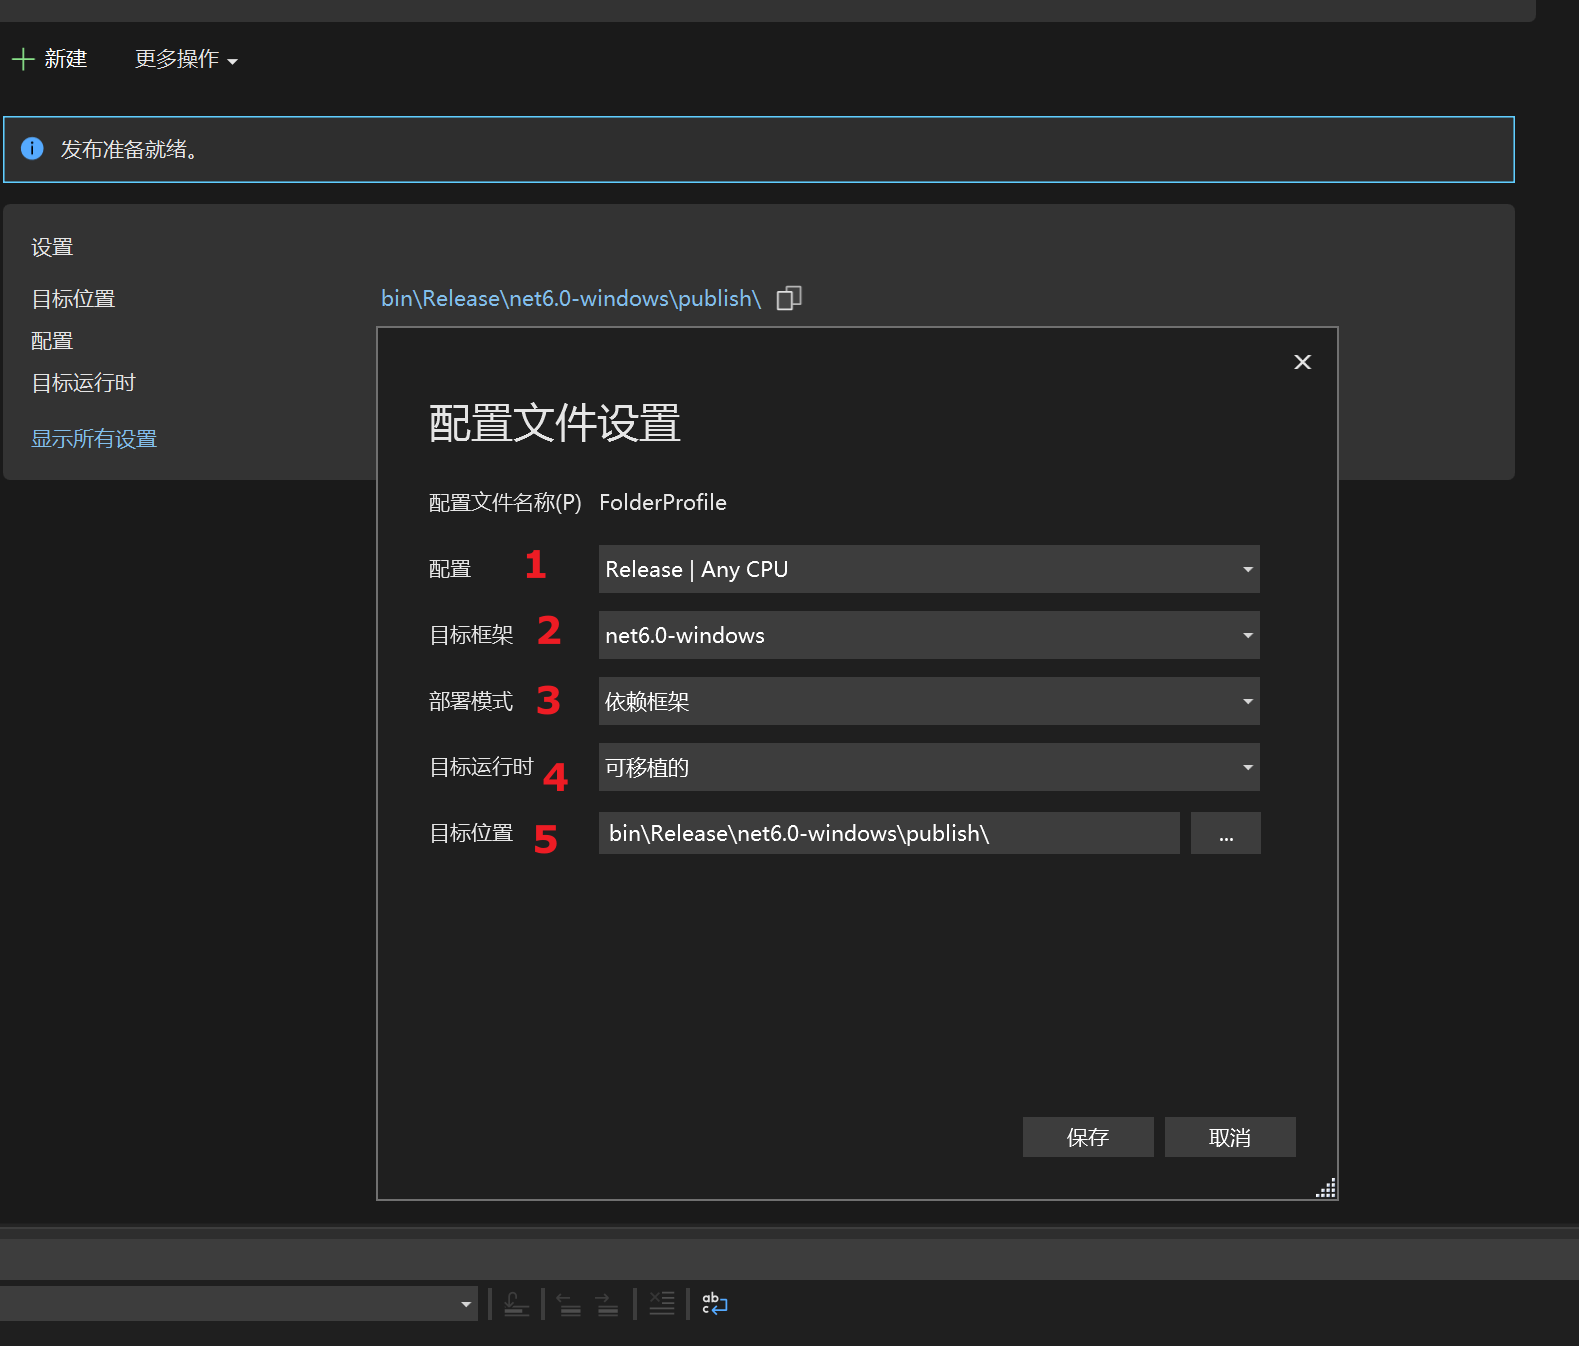 新建 更多操作
发布准备就绪。
设置
目标位置 bin\Release\net6.0-windows\publish\
配置
目标运行时
显示所有设置
配置文件设置
配置文件名称(P) FolderProfile
配置 1 Release | Any CPU
目标框架 2 net6.0-windows
部署模式 3 依赖框架
目标运行时 4 可移植的
目标位置 5 bin\Release\net6.0-windows\publish\ ...
保存 取消